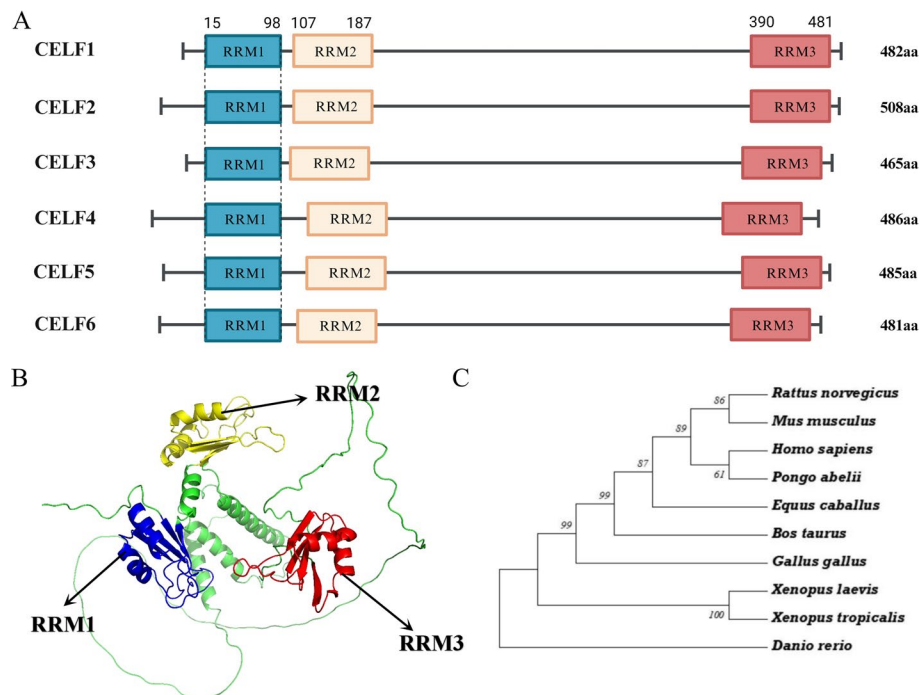 A
15 98 107 187 390 481
CELF1 RRM1 RRM2 RRM3 482aa
CELF2 RRM1 RRM2 RRM3 508aa
CELF3 RRM1 RRM2 RRM3 465aa
CELF4 RRM1 RRM2 RRM3 486aa
CELF5 RRM1 RRM2 RRM3 485aa
CELF6 RRM1 RRM2 RRM3 481aa
B
RRM2
RRM1
RRM3
C
Rattus norvegicus
86
Mus musculus
89
Homo sapiens
61
Pongo abelii
87
Equus caballus
99
Bos taurus
99
Gallus gallus
Xenopus laevis
100
Xenopus tropicalis
Danio rerio